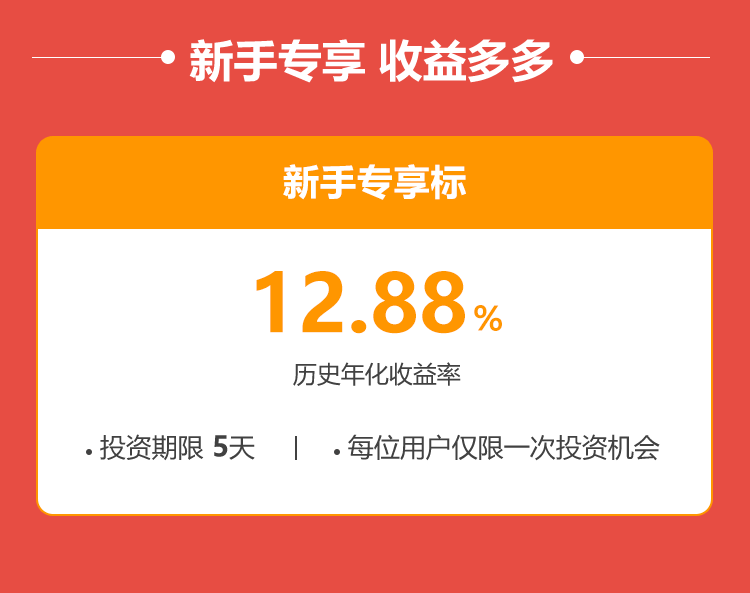 新手专享 收益多多
新手专享标
12.88%
历史年化收益率
• 投资期限 5天 | • 每位用户仅限一次投资机会